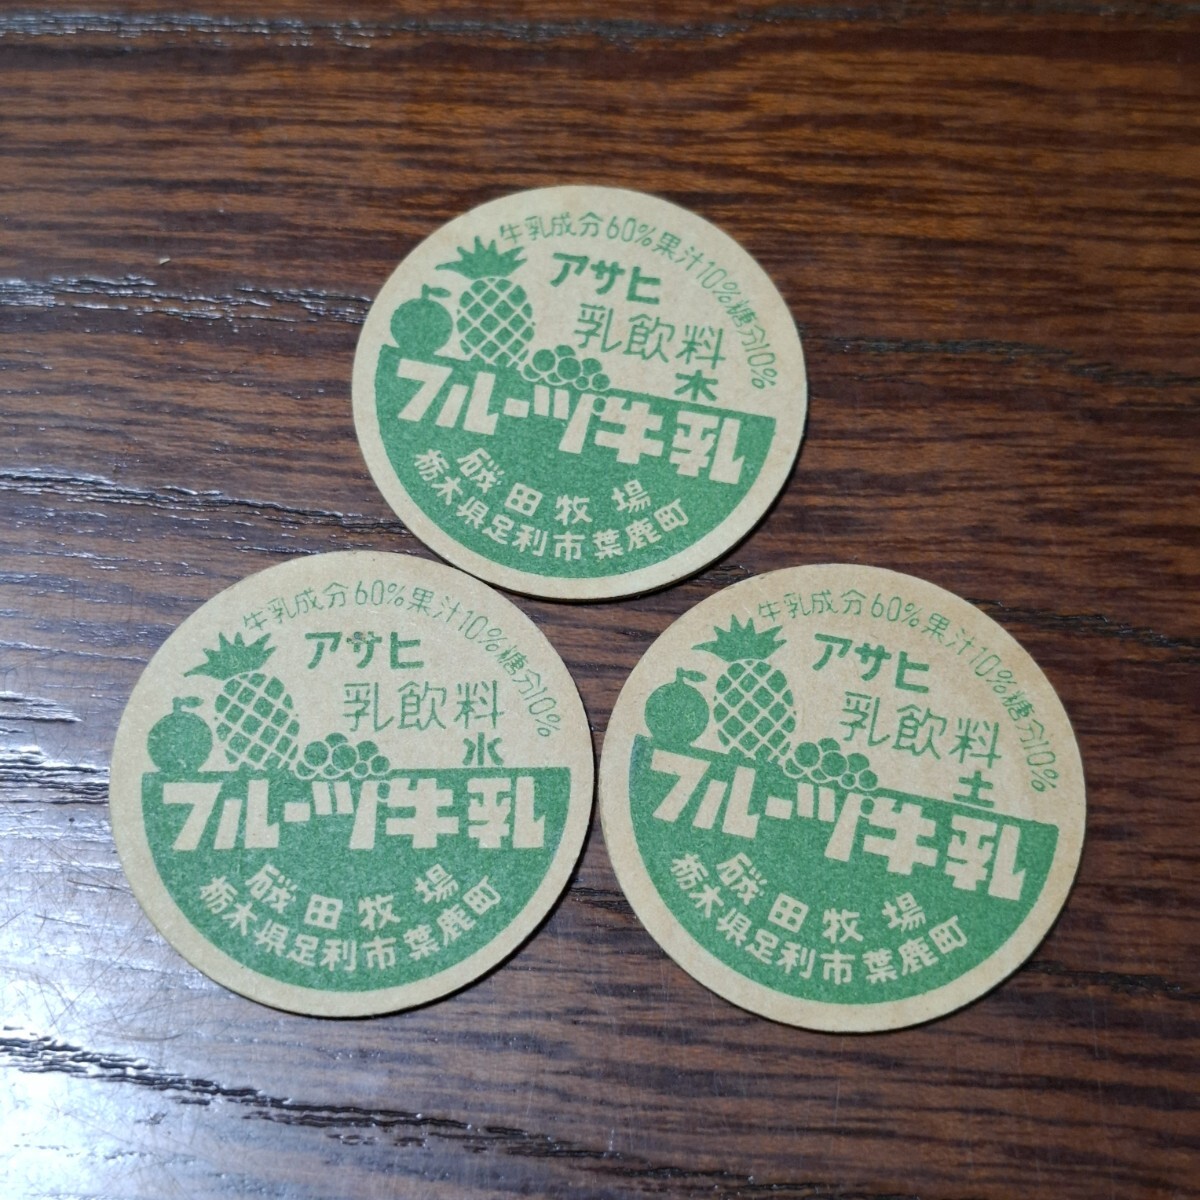 牛乳成分60%果汁10%糖分10%
アサヒ
乳飲料
木
フルーツ牛乳
磯田牧場
栃木県足利市葉鹿町
牛乳成分60%果汁10%糖分10%
アサヒ
乳飲料
水
フルーツ牛乳
磯田牧場
栃木県足利市葉鹿町
牛乳成分60%果汁10%糖分10%
アサヒ
乳飲料
土
フルーツ牛乳
磯田牧場
栃木県足利市葉鹿町